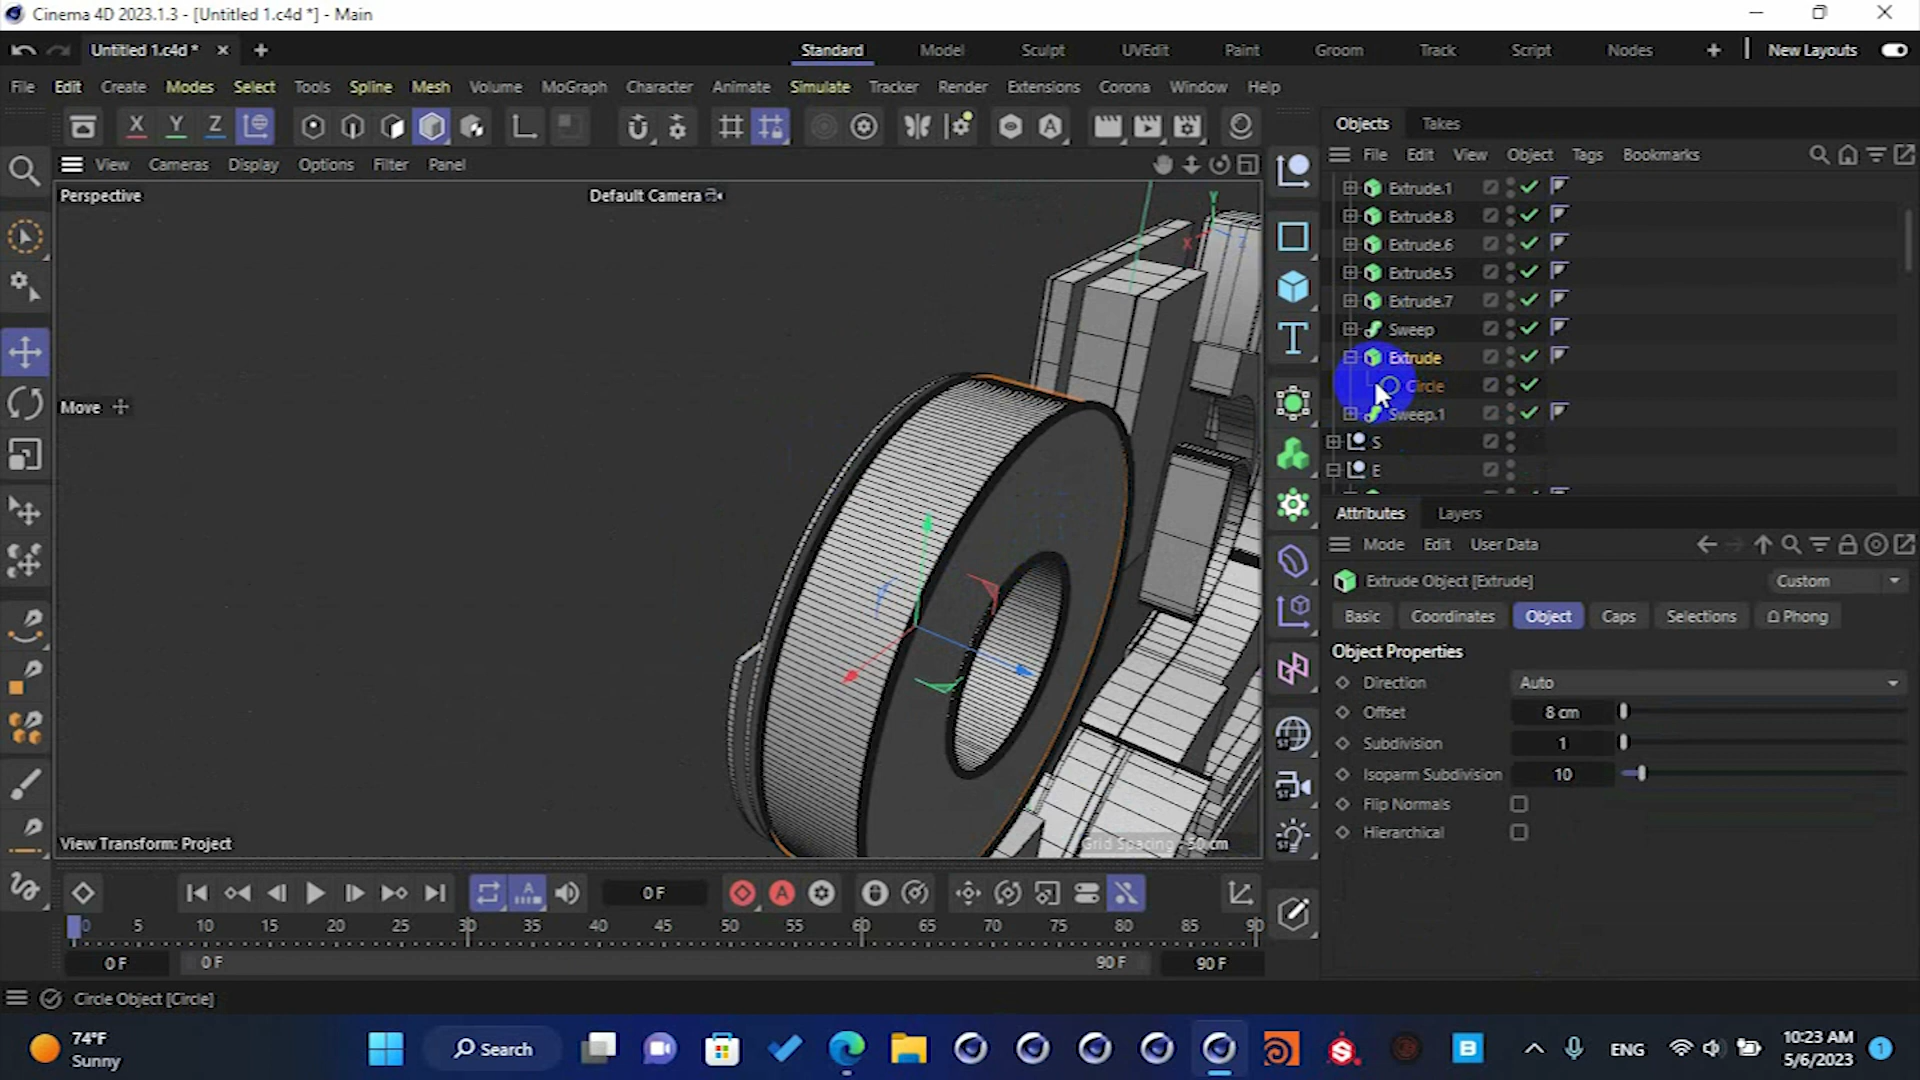 Cinema 4D 2023.1.3 - [Untitled 1.c4d *] - Main
Untitled 1.c4d *
Standard Model Sculpt UVEdit Paint Groom Track Script Nodes New Layouts
File Edit Create Modes Select Tools Spline Mesh Volume MoGraph Character Animate Simulate Tracker Render Extensions Corona Window Help
X Y Z
Objects Takes
File Edit View Object Tags Bookmarks
View Cameras Display Options Filter Panel
Perspective
Default Camera
Extrude.1
Extrude.8
Extrude.6
Extrude.5
Extrude.7
Sweep
Extrude
Circle
Sweep.1
S
E
Move
Attributes Layers
Mode Edit User Data
Extrude Object [Extrude]
Custom
Basic Coordinates Object Caps Selections Phong
Object Properties
Direction Auto
Offset 8 cm
Subdivision 1
Isoparm Subdivision 10
Flip Normals
Hierarchical
View Transform: Project
Grid Spacing : 50 cm
0 F
0 5 10 15 20 25 30 35 40 45 50 55 60 65 70 75 80 85 90
0 F 0 F 90 F 90 F
Circle Object [Circle]
74°F
Sunny
Search
ENG
10:23 AM
5/6/2023
1